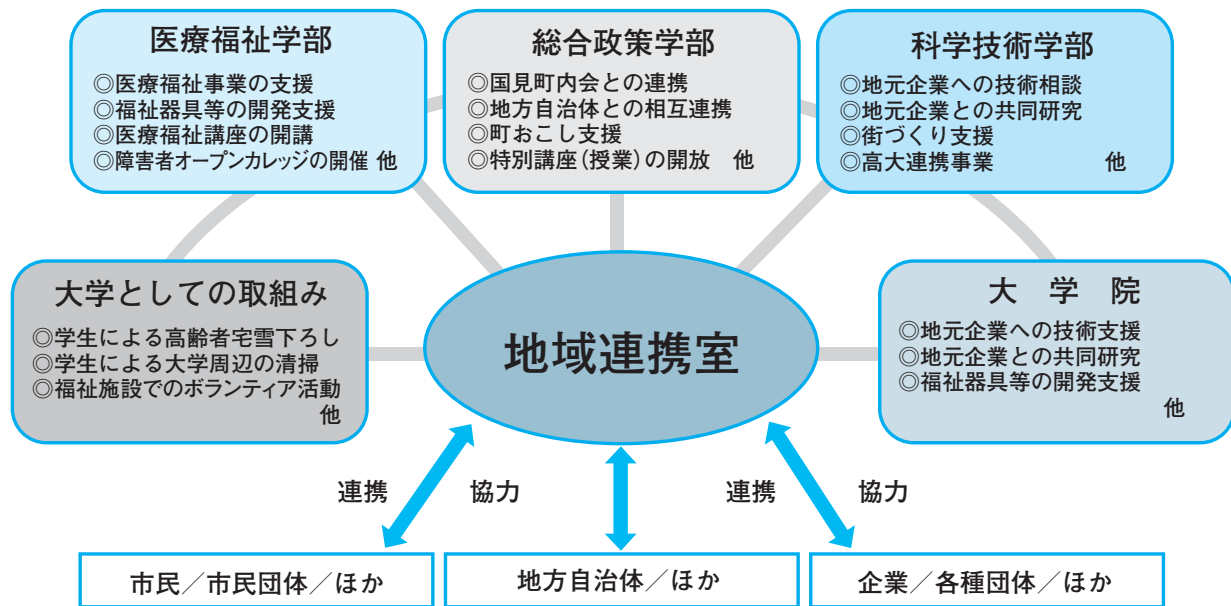 医療福祉学部
◎医療福祉事業の支援
◎福祉器具等の開発支援
◎医療福祉講座の開講
◎障害者オープンカレッジの開催 他
総合政策学部
◎国見町内会との連携
◎地方自治体との相互連携
◎町おこし支援
◎特別講座(授業)の開放 他
科学技術学部
◎地元企業への技術相談
◎地元企業との共同研究
◎街づくり支援
◎高大連携事業 他
大学としての取組み
◎学生による高齢者宅雪下ろし
◎学生による大学周辺の清掃
◎福祉施設でのボランティア活動
他
地域連携室
大 学 院
◎地元企業への技術支援
◎地元企業との共同研究
◎福祉器具等の開発支援
他
連携 協力 連携 協力
市民/市民団体/ほか
地方自治体/ほか
企業/各種団体/ほか